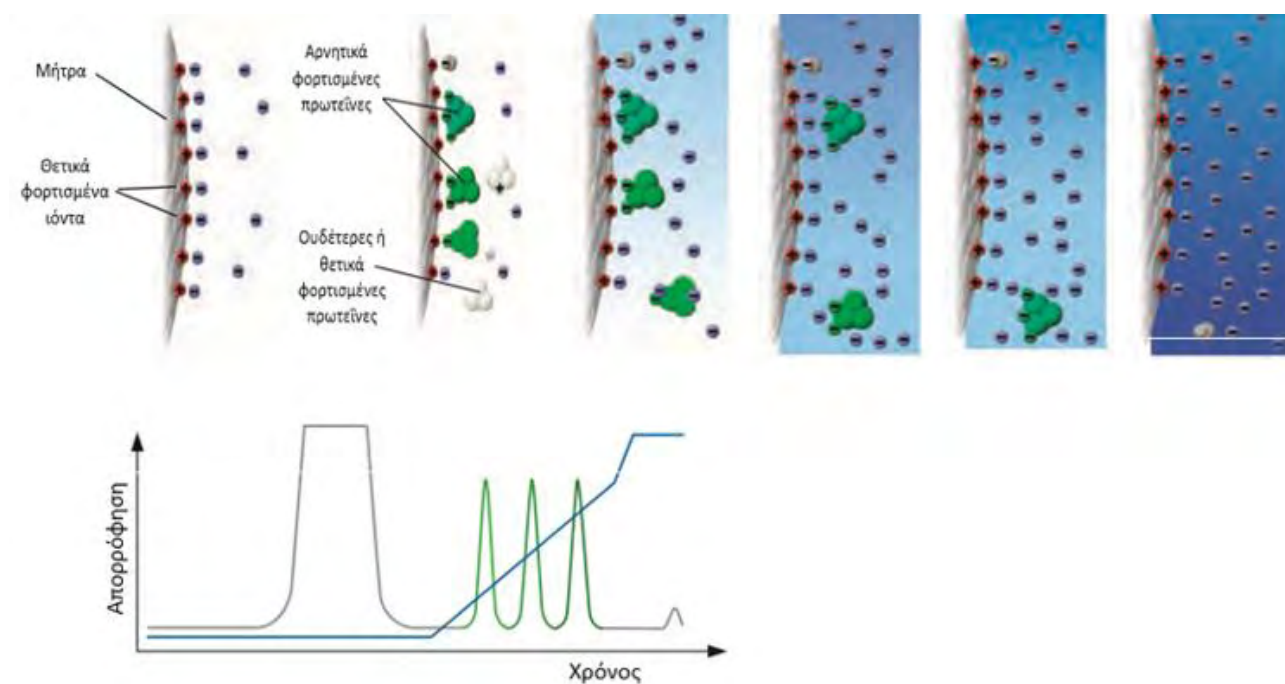 Μήτρα
Θετικά
φορτισμένα
ιόντα
Αρνητικά
φορτισμένες
πρωτεΐνες
Ουδέτερες ή
θετικά
φορτισμένες
πρωτεΐνες
Απορρόφηση
Χρόνος